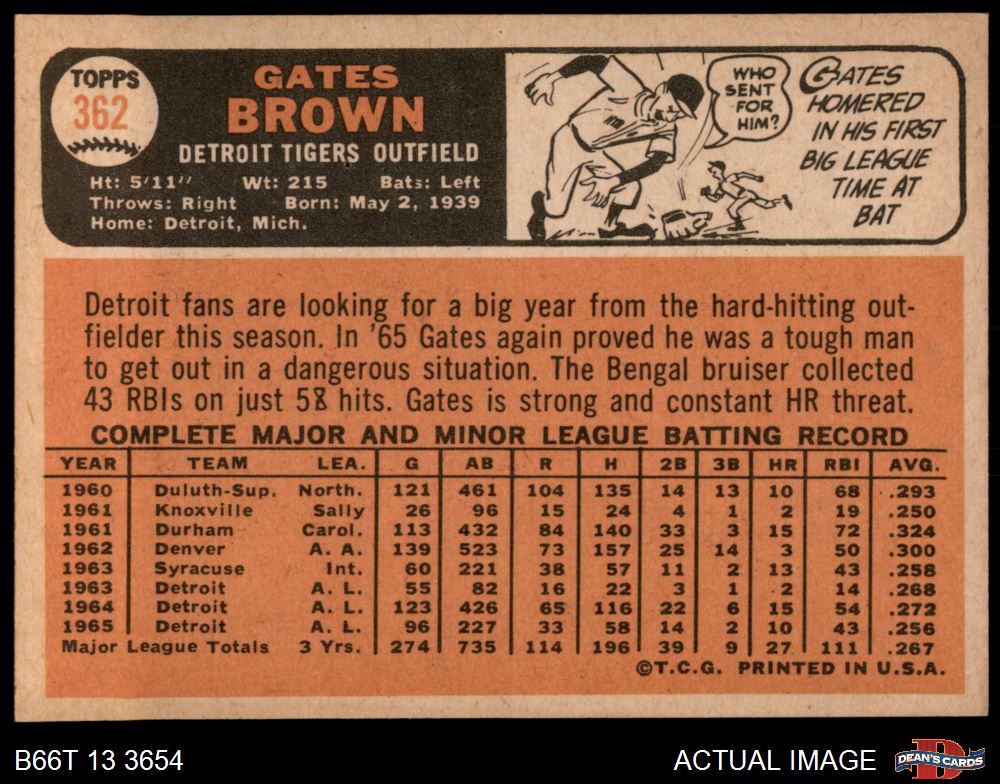 TOPPS
362
GATES
BROWN
DETROIT TIGERS OUTFIELD
Ht: 5'11" Wt: 215 Bats: Left
Throws: Right Born: May 2, 1939
Home: Detroit, Mich.
WHO
SENT
FOR
HIM?
GATES
HOMERED
IN HIS FIRST
BIG LEAGUE
TIME AT
BAT
Detroit fans are looking for a big year from the hard-hitting out-
fielder this season. In '65 Gates again proved he was a tough man
to get out in a dangerous situation. The Bengal bruiser collected
43 RBIs on just 58 hits. Gates is strong and constant HR threat.
COMPLETE MAJOR AND MINOR LEAGUE BATTING RECORD
YEAR TEAM LEA. G AB R H 2B 3B HR RBI AVG.
1960 Duluth-Sup. North. 121 461 104 135 14 13 10 68 .293
1961 Knoxville Sally 26 96 15 24 4 1 2 19 .250
1961 Durham Carol. 113 432 84 140 33 3 15 72 .324
1962 Denver A. A. 139 523 73 157 25 14 3 50 .300
1963 Syracuse Int. 60 221 38 57 11 2 13 43 .258
1963 Detroit A. L. 55 82 16 22 3 1 2 14 .268
1964 Detroit A. L. 123 426 65 116 22 6 15 54 .272
1965 Detroit A. L. 96 227 33 58 14 2 10 43 .256
Major League Totals 3 Yrs. 274 735 114 196 39 9 27 111 .267
©T.C.G. PRINTED IN U.S.A.
B66T 13 3654 ACTUAL IMAGE
DEAN'S CARDS